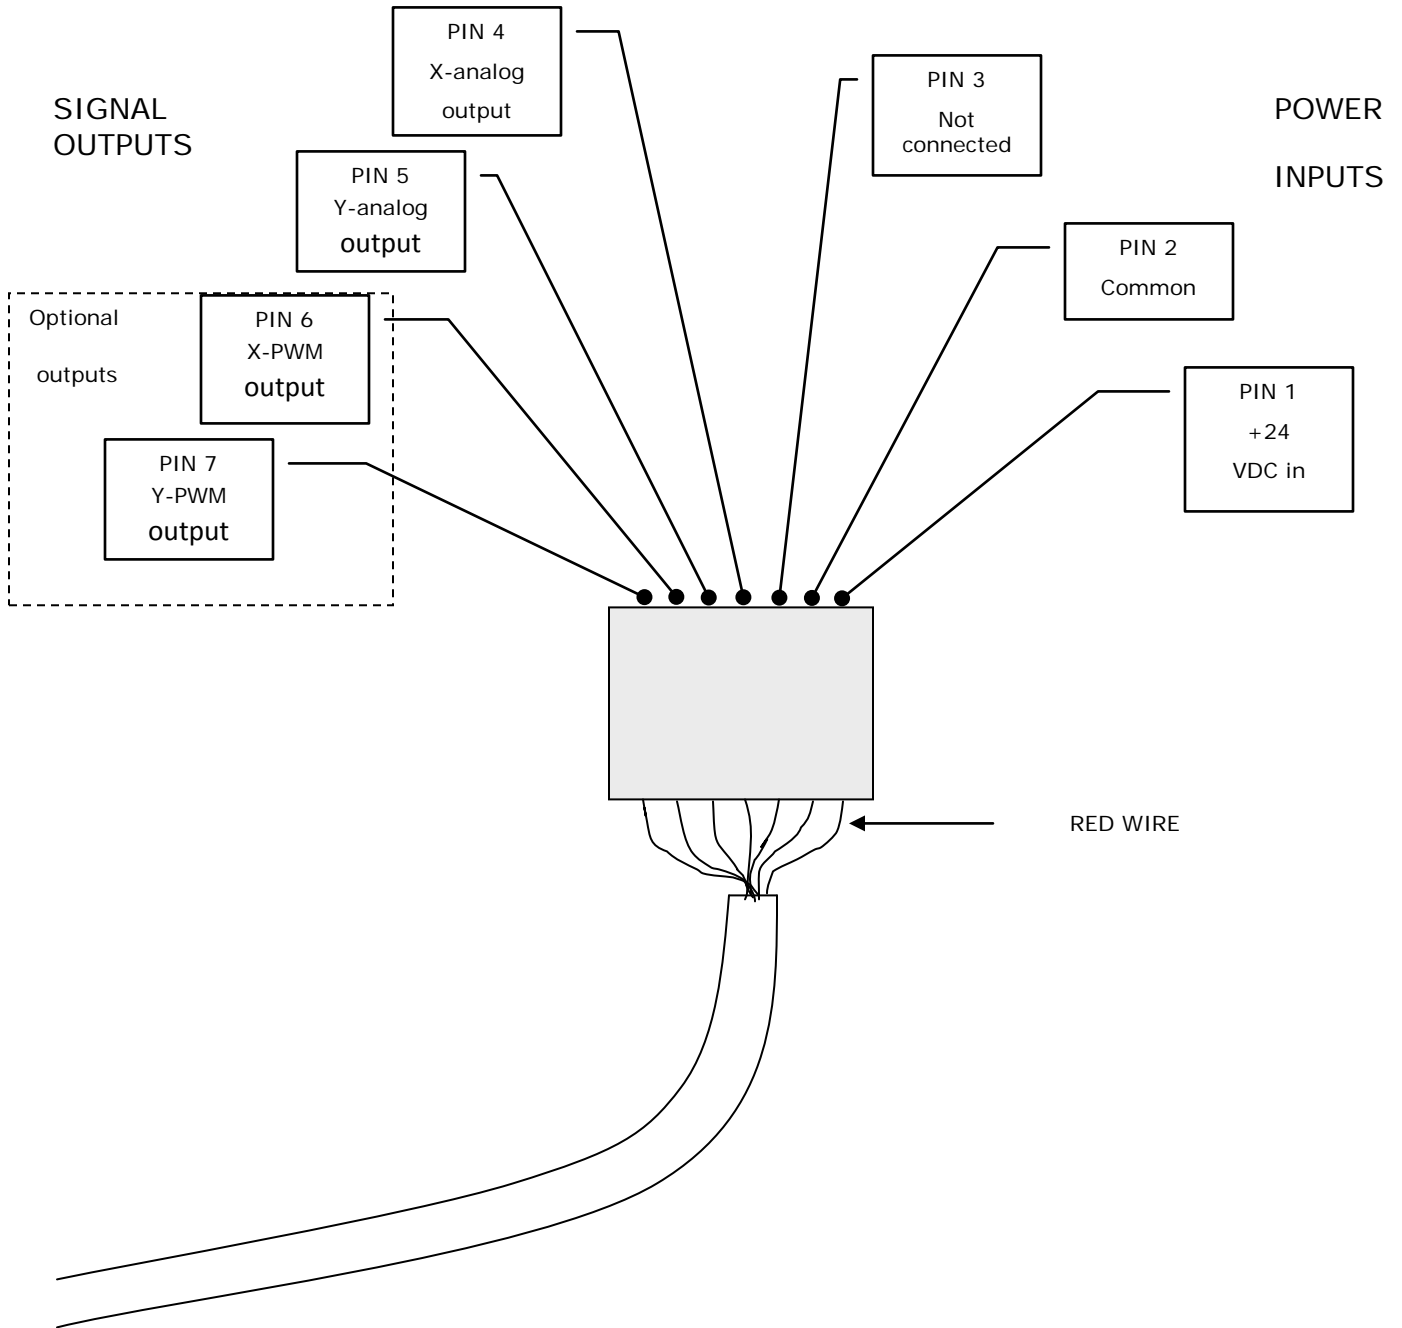 PIN 4
X-analog
output
PIN 3
Not
connected
SIGNAL
OUTPUTS
POWER
INPUTS
PIN 5
Y-analog
output
PIN 2
Common
Optional
outputs
PIN 6
X-PWM
output
PIN 1
+24
VDC in
PIN 7
Y-PWM
output
RED WIRE